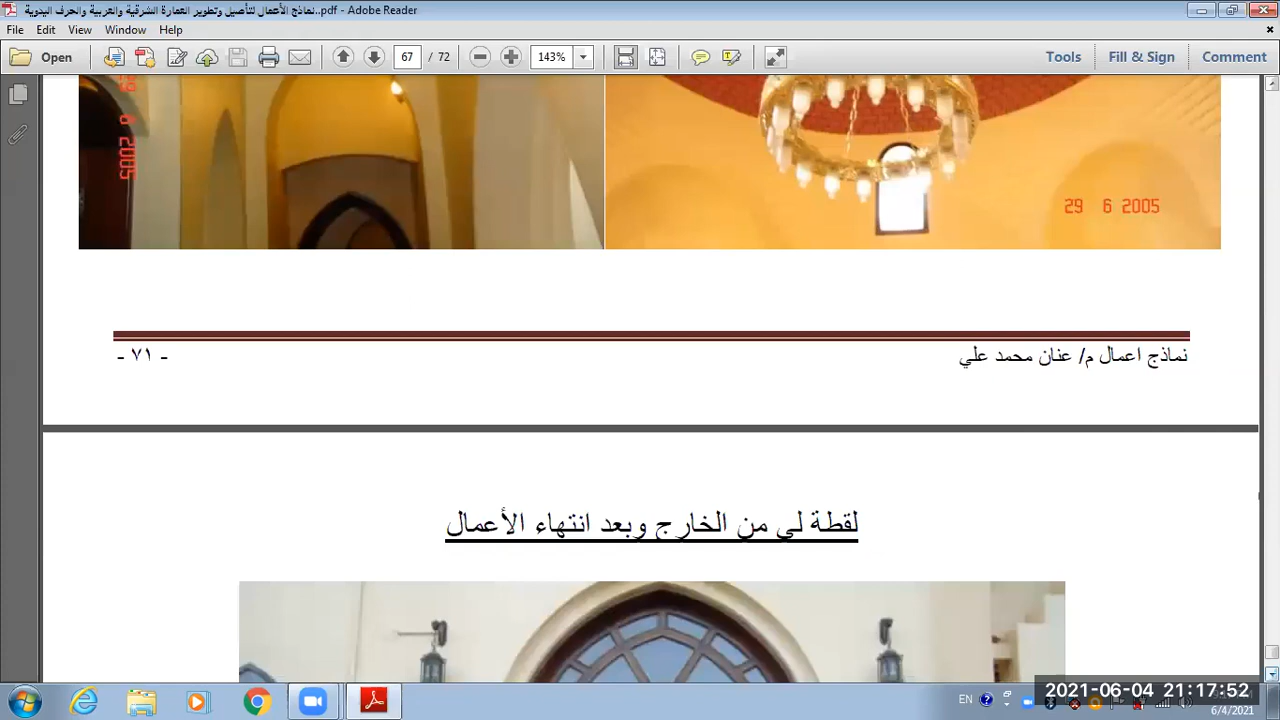 نماذج الأعمال لتأصيل وتطوير العمارة الشرقية والعربية والحرف اليدوية..pdf - Adobe Reader
File Edit View Window Help
Open 67 / 72 143% Tools Fill & Sign Comment
29 6 2005
- ٧١ -
نماذج اعمال م/ عنان محمد علي
لقطة لي من الخارج وبعد انتهاء الأعمال
EN
2021-06-04 21:17:52
6/4/2021